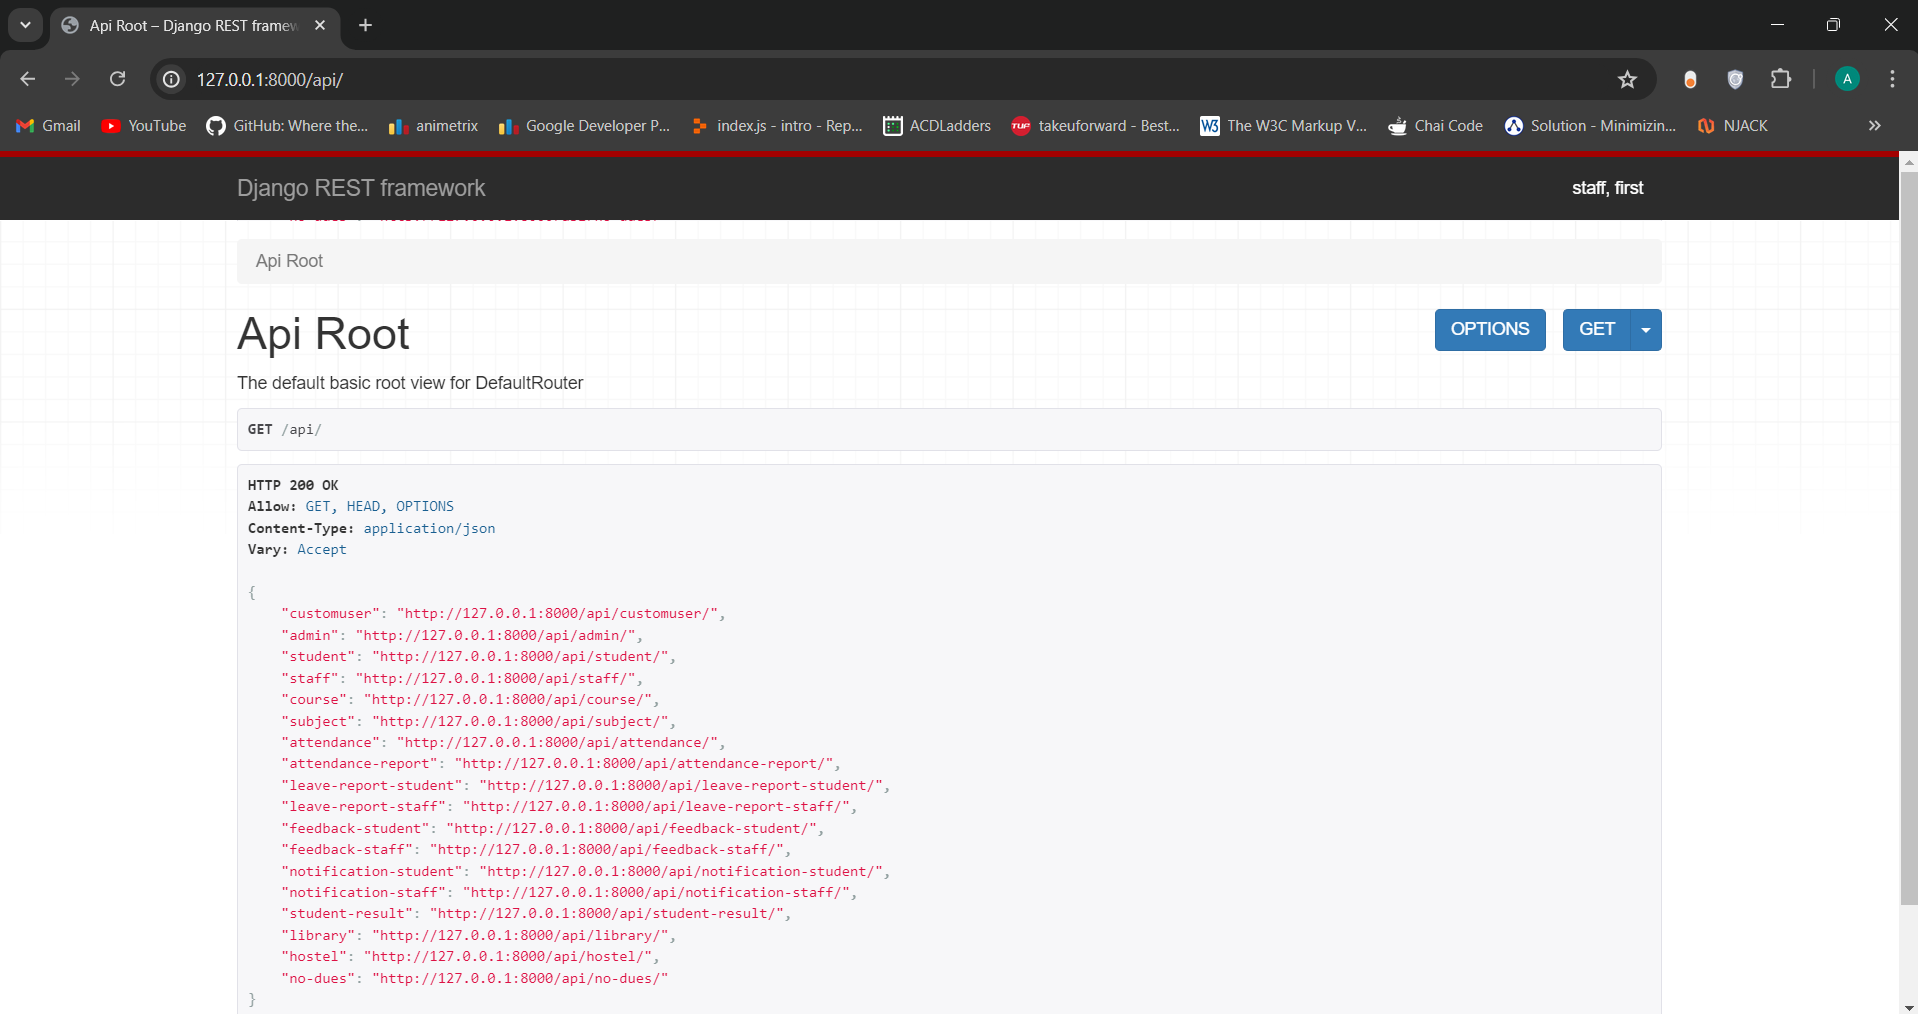 Api Root – Django REST framew
127.0.0.1:8000/api/
A
Gmail
YouTube
GitHub: Where the...
animetrix
Google Developer P...
index.js - intro - Rep...
ACDLadders
TUF
takeuforward - Best...
W3
The W3C Markup V...
Chai Code
Solution - Minimizin...
NJACK
Django REST framework
staff, first
Api Root
Api Root
OPTIONS
GET
The default basic root view for DefaultRouter
GET /api/
HTTP 200 OK
Allow: GET, HEAD, OPTIONS
Content-Type: application/json
Vary: Accept
{
"customuser": "http://127.0.0.1:8000/api/customuser/",
"admin": "http://127.0.0.1:8000/api/admin/",
"student": "http://127.0.0.1:8000/api/student/",
"staff": "http://127.0.0.1:8000/api/staff/",
"course": "http://127.0.0.1:8000/api/course/",
"subject": "http://127.0.0.1:8000/api/subject/",
"attendance": "http://127.0.0.1:8000/api/attendance/",
"attendance-report": "http://127.0.0.1:8000/api/attendance-report/",
"leave-report-student": "http://127.0.0.1:8000/api/leave-report-student/",
"leave-report-staff": "http://127.0.0.1:8000/api/leave-report-staff/",
"feedback-student": "http://127.0.0.1:8000/api/feedback-student/",
"feedback-staff": "http://127.0.0.1:8000/api/feedback-staff/",
"notification-student": "http://127.0.0.1:8000/api/notification-student/",
"notification-staff": "http://127.0.0.1:8000/api/notification-staff/",
"student-result": "http://127.0.0.1:8000/api/student-result/",
"library": "http://127.0.0.1:8000/api/library/",
"hostel": "http://127.0.0.1:8000/api/hostel/",
"no-dues": "http://127.0.0.1:8000/api/no-dues/"
}